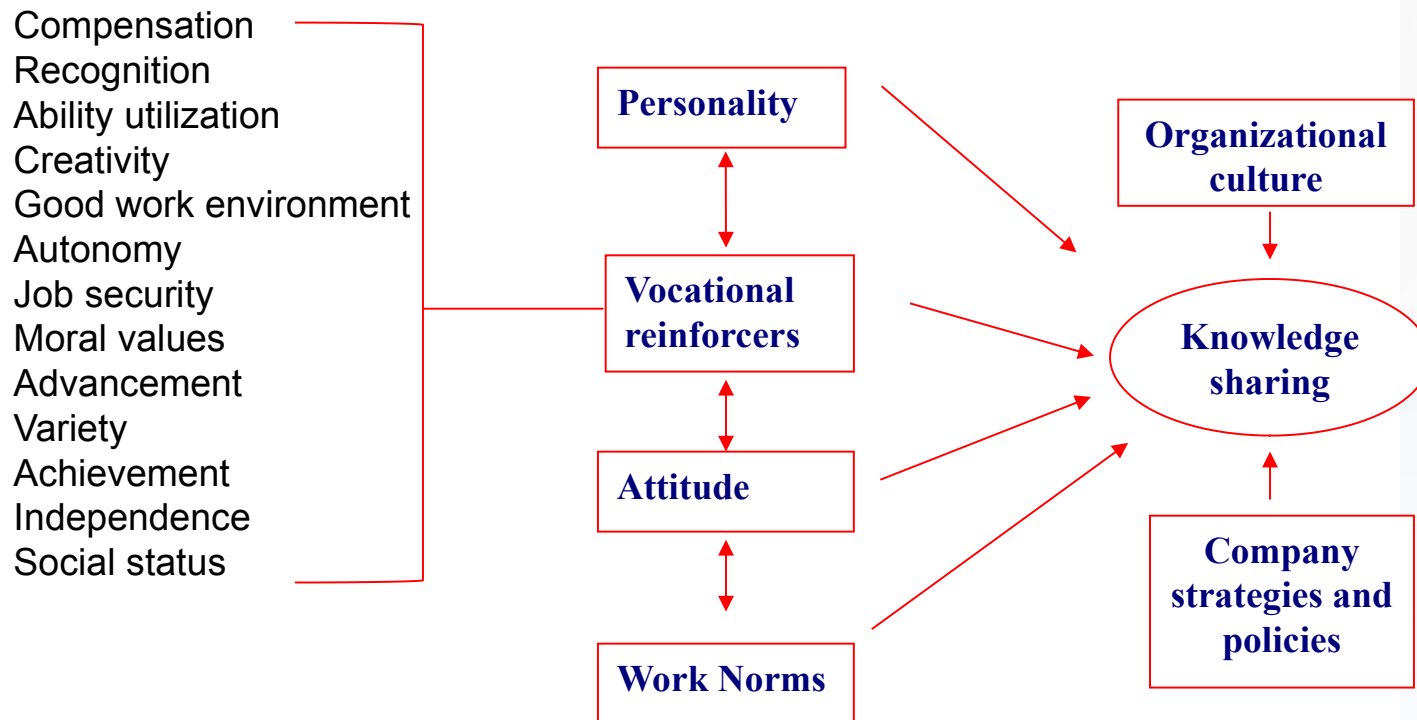 Compensation
Recognition
Ability utilization
Creativity
Good work environment
Autonomy
Job security
Moral values
Advancement
Variety
Achievement
Independence
Social status
Personality
Vocational
reinforcers
Attitude
Work Norms
Organizational
culture
Knowledge
sharing
Company
strategies and
policies